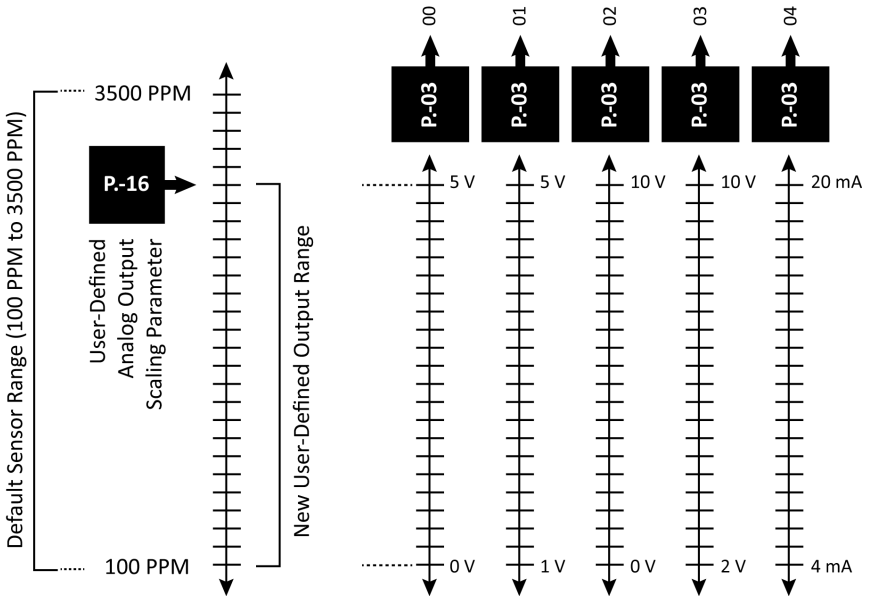 Default Sensor Range (100 PPM to 3500 PPM)
3500 PPM
P.-16
User-Defined
Analog Output
Scaling Parameter
100 PPM
New User-Defined Output Range
00
01
02
03
04
P.-03
P.-03
P.-03
P.-03
P.-03
5 V
5 V
10 V
10 V
20 mA
0 V
1 V
0 V
2 V
4 mA